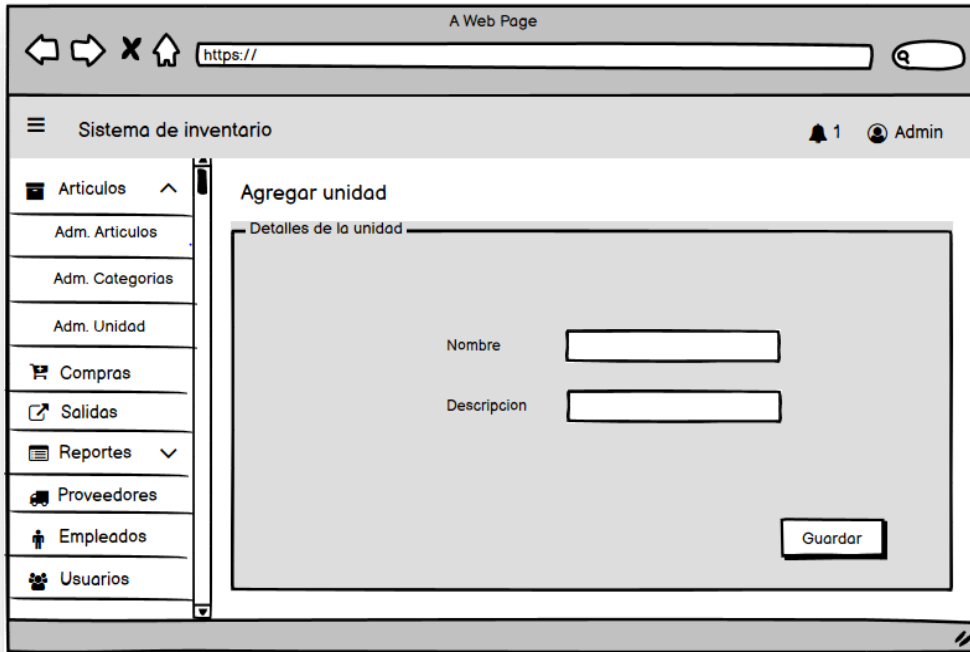 A Web Page
https://
Sistema de inventario
1
Admin
Articulos
Adm. Articulos
Adm. Categorias
Adm. Unidad
Compras
Salidas
Reportes
Proveedores
Empleados
Usuarios
Agregar unidad
Detalles de la unidad
Nombre
Descripcion
Guardar